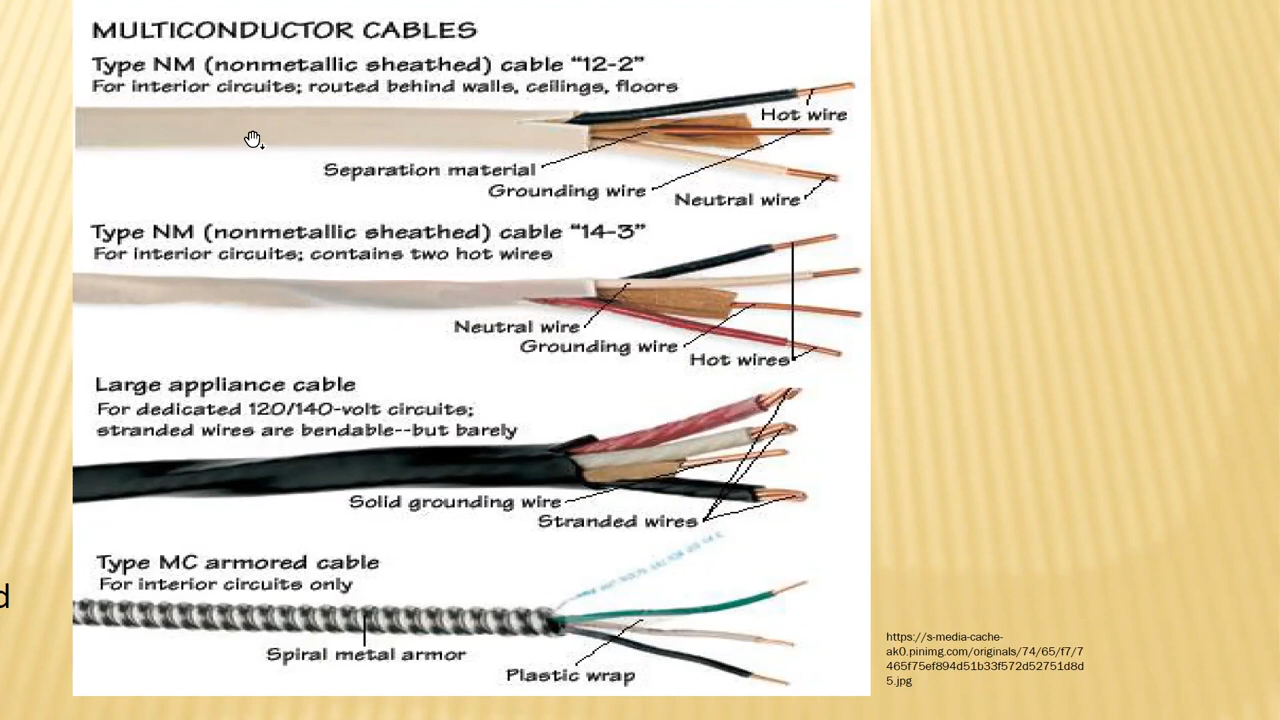 MULTICONDUCTOR CABLES
Type NM (nonmetallic sheathed) cable “12-2”
For interior circuits; routed behind walls, ceilings, floors
Hot wire
Separation material
Grounding wire
Neutral wire
Type NM (nonmetallic sheathed) cable “14-3”
For interior circuits; contains two hot wires
Neutral wire
Grounding wire
Hot wires
Large appliance cable
For dedicated 120/140-volt circuits;
stranded wires are bendable--but barely
Solid grounding wire
Stranded wires
Type MC armored cable
For interior circuits only
d
Spiral metal armor
Plastic wrap
https://s-media-cache-
ak0.pinimg.com/originals/74/65/f7/7
465f75ef894d51b33f572d52751d8d
5.jpg